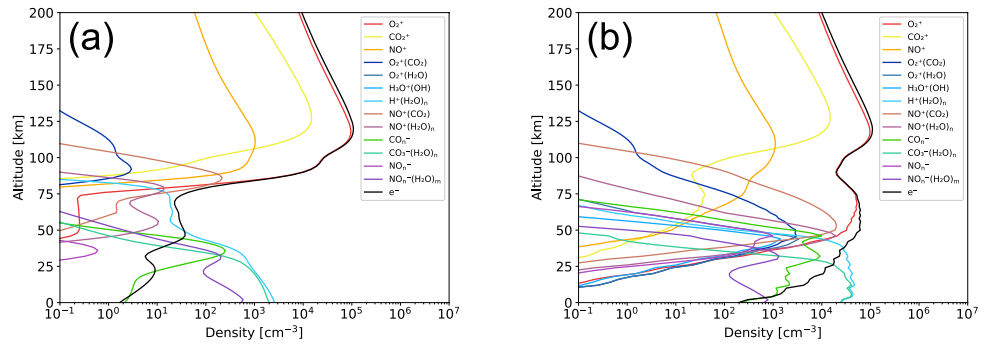 (a)
200
175
150
125
100
75
50
25
0
Altitude [km]
10⁻¹ 10⁰ 10¹ 10² 10³ 10⁴ 10⁵ 10⁶ 10⁷
Density [cm⁻³]
O₂⁺
CO₂⁺
NO⁺
O₂⁺(CO₂)
O₂⁺(H₂O)
H₃O⁺(OH)
H⁺(H₂O)ₙ
NO⁺(CO₂)
NO⁺(H₂O)ₙ
COₙ⁻
CO₃⁻(H₂O)ₙ
NOₙ⁻
NOₙ⁻(H₂O)ₘ
e⁻
(b)
200
175
150
125
100
75
50
25
0
Altitude [km]
10⁻¹ 10⁰ 10¹ 10² 10³ 10⁴ 10⁵ 10⁶ 10⁷
Density [cm⁻³]
O₂⁺
CO₂⁺
NO⁺
O₂⁺(CO₂)
O₂⁺(H₂O)
H₃O⁺(OH)
H⁺(H₂O)ₙ
NO⁺(CO₂)
NO⁺(H₂O)ₙ
COₙ⁻
CO₃⁻(H₂O)ₙ
NOₙ⁻
NOₙ⁻(H₂O)ₘ
e⁻